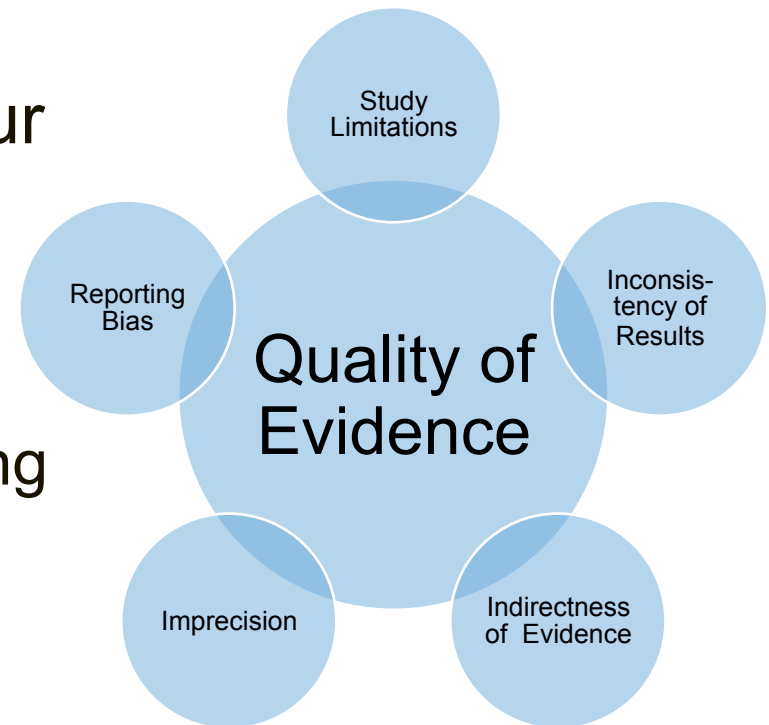 ur
ng
Study
Limitations
Reporting
Bias
Inconsis-
tency of
Results
Quality of
Evidence
Imprecision
Indirectness
of Evidence